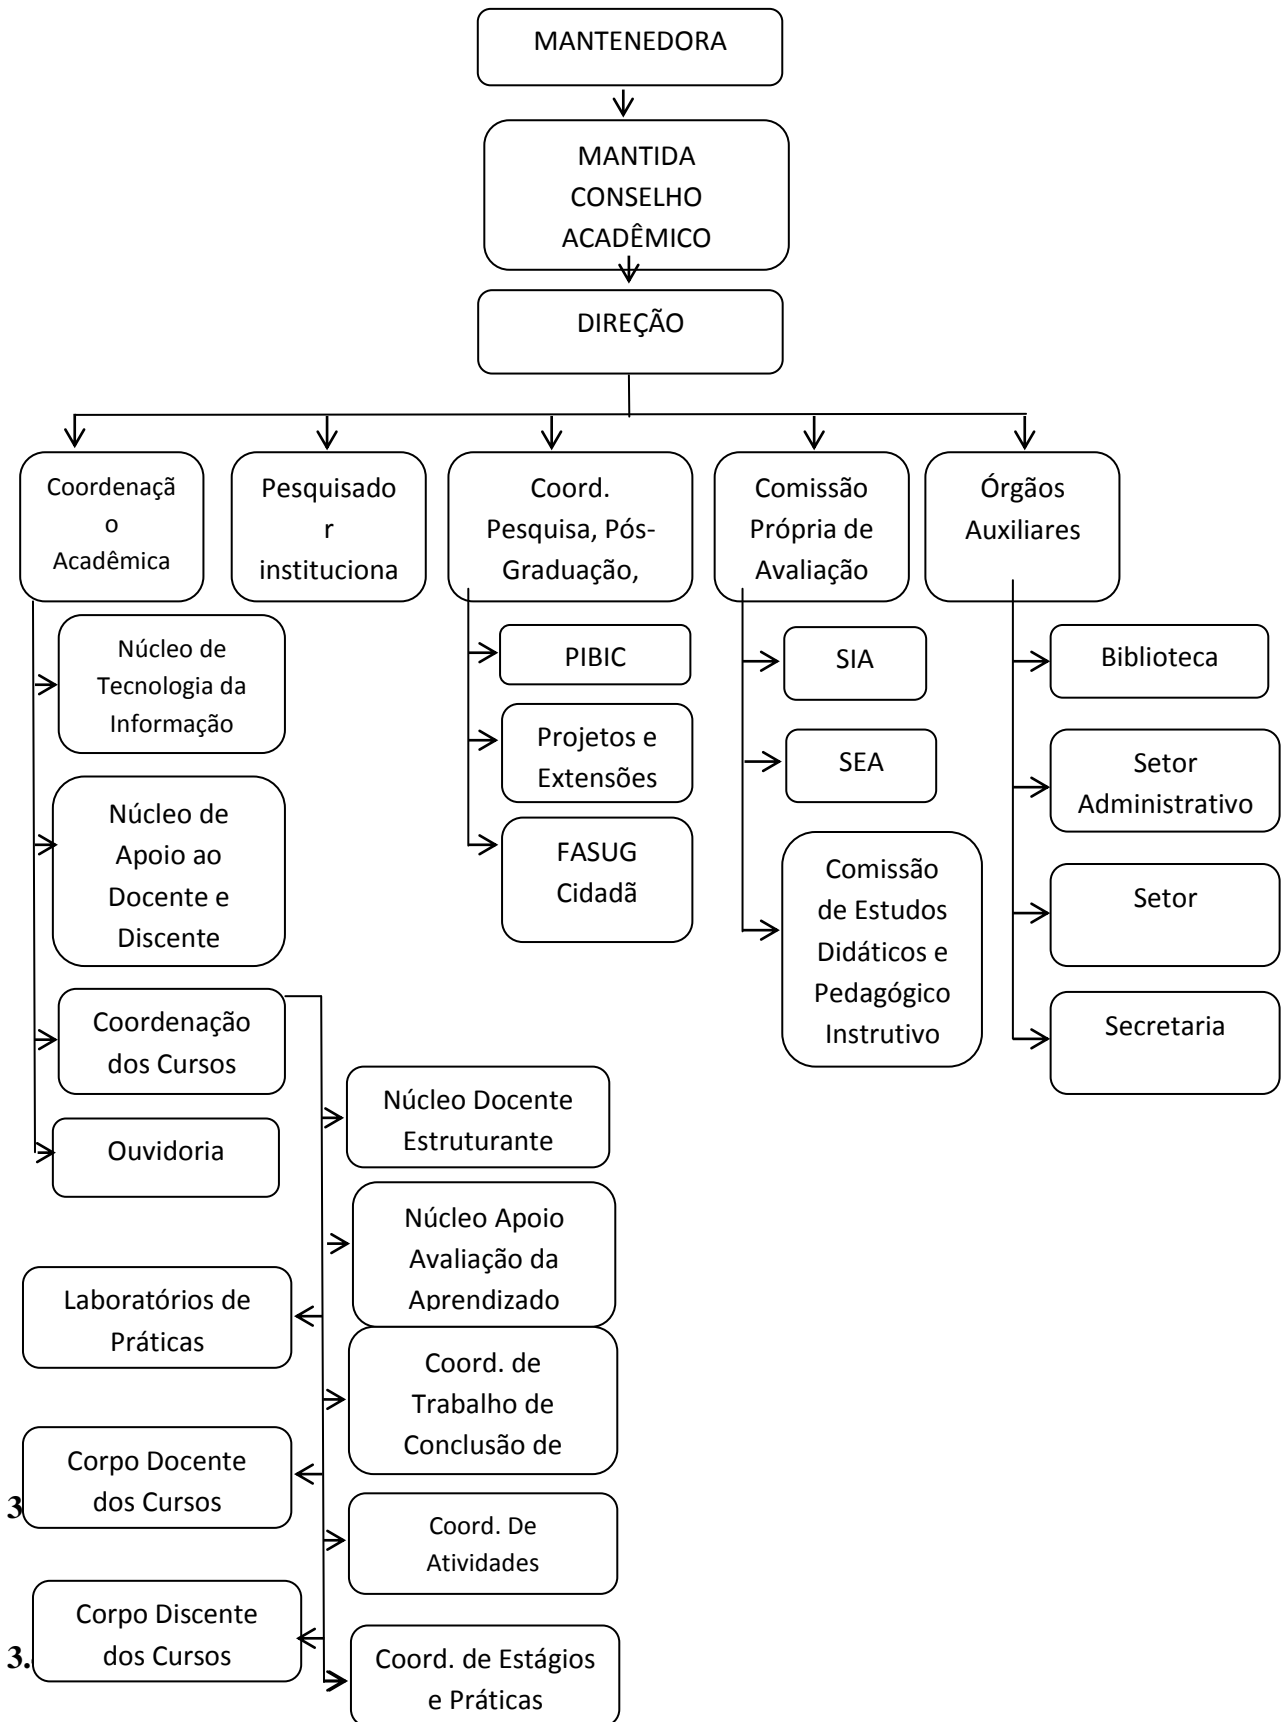 MANTENEDORA
MANTIDA
CONSELHO
ACADÊMICO
DIREÇÃO
Coordenaçã
o
Acadêmica
Pesquisado
r
instituciona
Coord.
Pesquisa, Pós-
Graduação,
Comissão
Própria de
Avaliação
Órgãos
Auxiliares
Núcleo de
Tecnologia da
Informação
Núcleo de
Apoio ao
Docente e
Discente
Coordenação
dos Cursos
Ouvidoria
PIBIC
Projetos e
Extensões
FASUG
Cidadã
SIA
SEA
Comissão
de Estudos
Didáticos e
Pedagógico
Instrutivo
Biblioteca
Setor
Administrativo
Setor
Secretaria
Núcleo Docente
Estruturante
Núcleo Apoio
Avaliação da
Aprendizado
Laboratórios de
Práticas
Coord. de
Trabalho de
Conclusão de
Corpo Docente
dos Cursos
3
Coord. De
Atividades
Corpo Discente
dos Cursos
3.
Coord. de Estágios
e Práticas